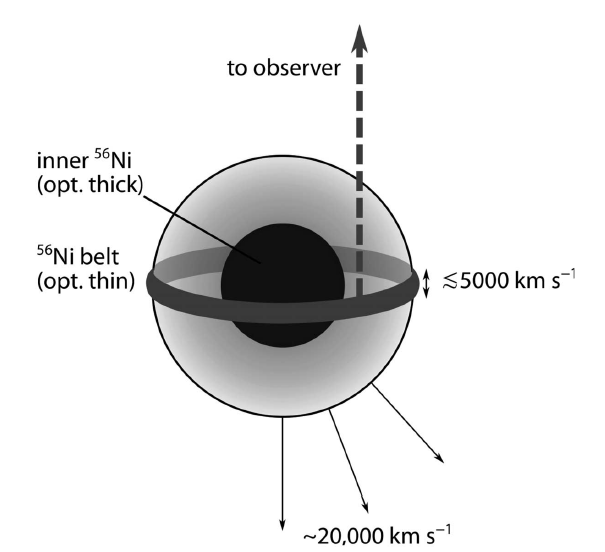 to observer
inner ⁵⁶Ni
(opt. thick)
⁵⁶Ni belt
(opt. thin)
≲5000 km s⁻¹
~20,000 km s⁻¹